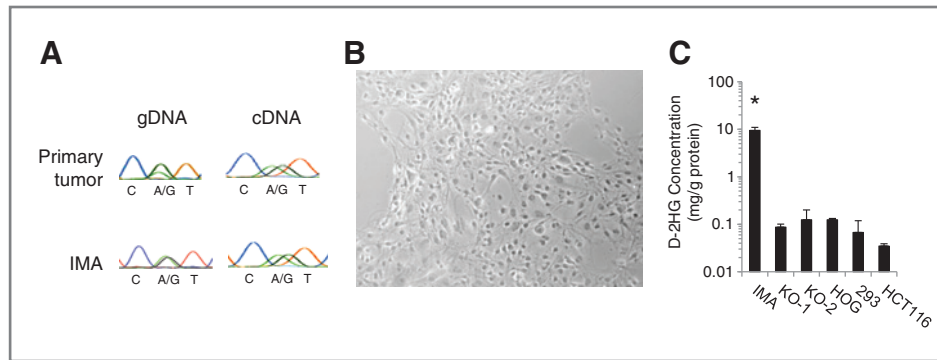 A
gDNA
cDNA
Primary
tumor
C A/G T
C A/G T
IMA
C A/G T
C A/G T
B
C
D-2HG Concentration
(mg/g protein)
100
10
1
0.1
0.01
*
IMA
KO-1
KO-2
HOG
293
HCT116